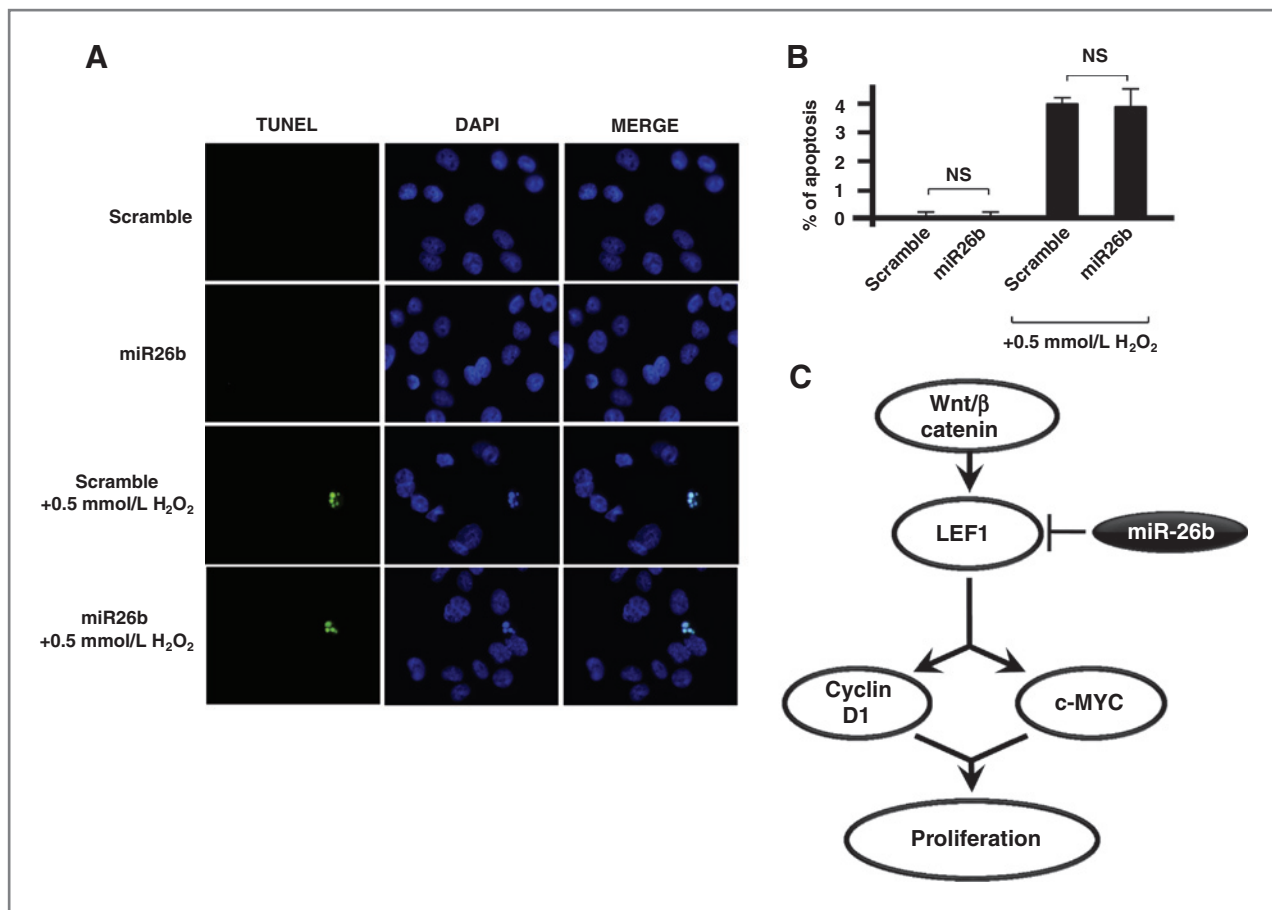 A
TUNEL DAPI MERGE
Scramble
miR26b
Scramble
+0.5 mmol/L H₂O₂
miR26b
+0.5 mmol/L H₂O₂
B
% of apoptosis
4
3
2
1
0
NS
NS
Scramble
miR26b
Scramble
miR26b
+0.5 mmol/L H₂O₂
C
Wnt/β
catenin
LEF1
miR-26b
Cyclin
D1
c-MYC
Proliferation